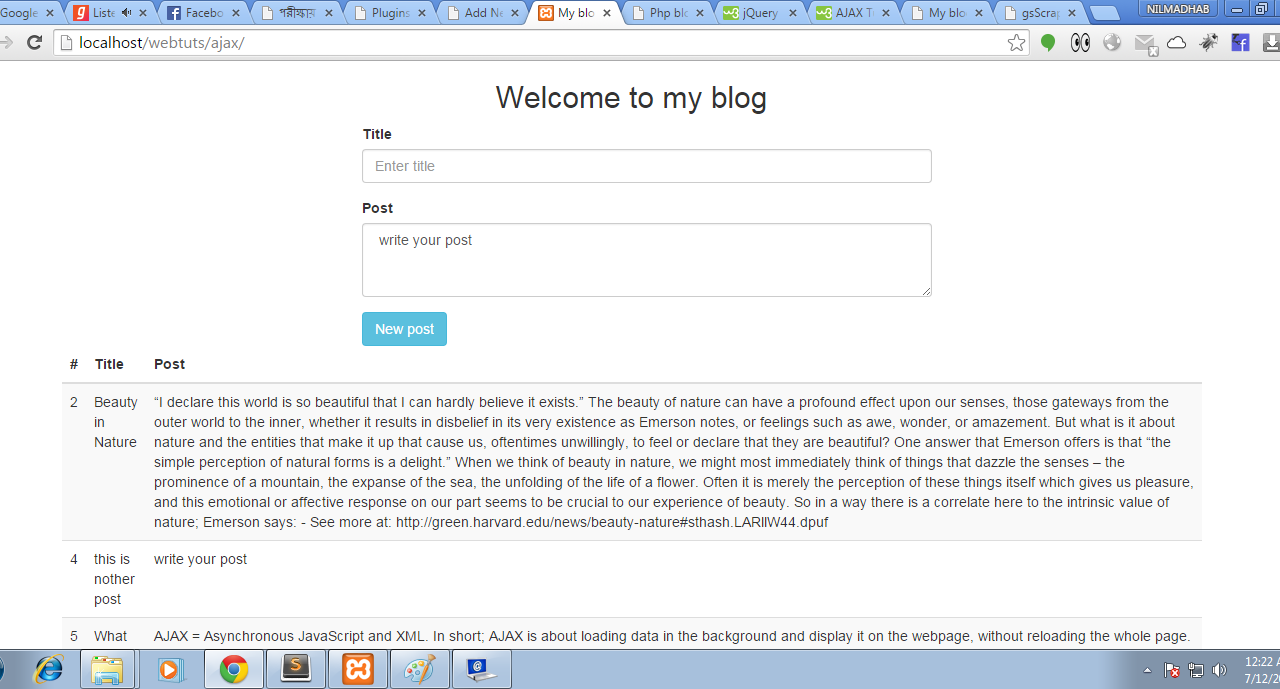 Google
Liste
Facebo
পরীক্ষায়
Plugins
Add Ne
My blo
Php blo
jQuery
AJAX T
My blo
gsScrap
NILMADHAB
localhost/webtuts/ajax/
Welcome to my blog
Title
Enter title
Post
write your post
New post
# Title Post
2 Beauty in Nature
“I declare this world is so beautiful that I can hardly believe it exists.” The beauty of nature can have a profound effect upon our senses, those gateways from the
outer world to the inner, whether it results in disbelief in its very existence as Emerson notes, or feelings such as awe, wonder, or amazement. But what is it about
nature and the entities that make it up that cause us, oftentimes unwillingly, to feel or declare that they are beautiful? One answer that Emerson offers is that “the
simple perception of natural forms is a delight.” When we think of beauty in nature, we might most immediately think of things that dazzle the senses – the
prominence of a mountain, the expanse of the sea, the unfolding of the life of a flower. Often it is merely the perception of these things itself which gives us pleasure,
and this emotional or affective response on our part seems to be crucial to our experience of beauty. So in a way there is a correlate here to the intrinsic value of
nature; Emerson says: - See more at: http://green.harvard.edu/news/beauty-nature#sthash.LARIIW44.dpuf
4 this is nother post
write your post
5 What
AJAX = Asynchronous JavaScript and XML. In short; AJAX is about loading data in the background and display it on the webpage, without reloading the whole page.
12:22 A
7/12/2